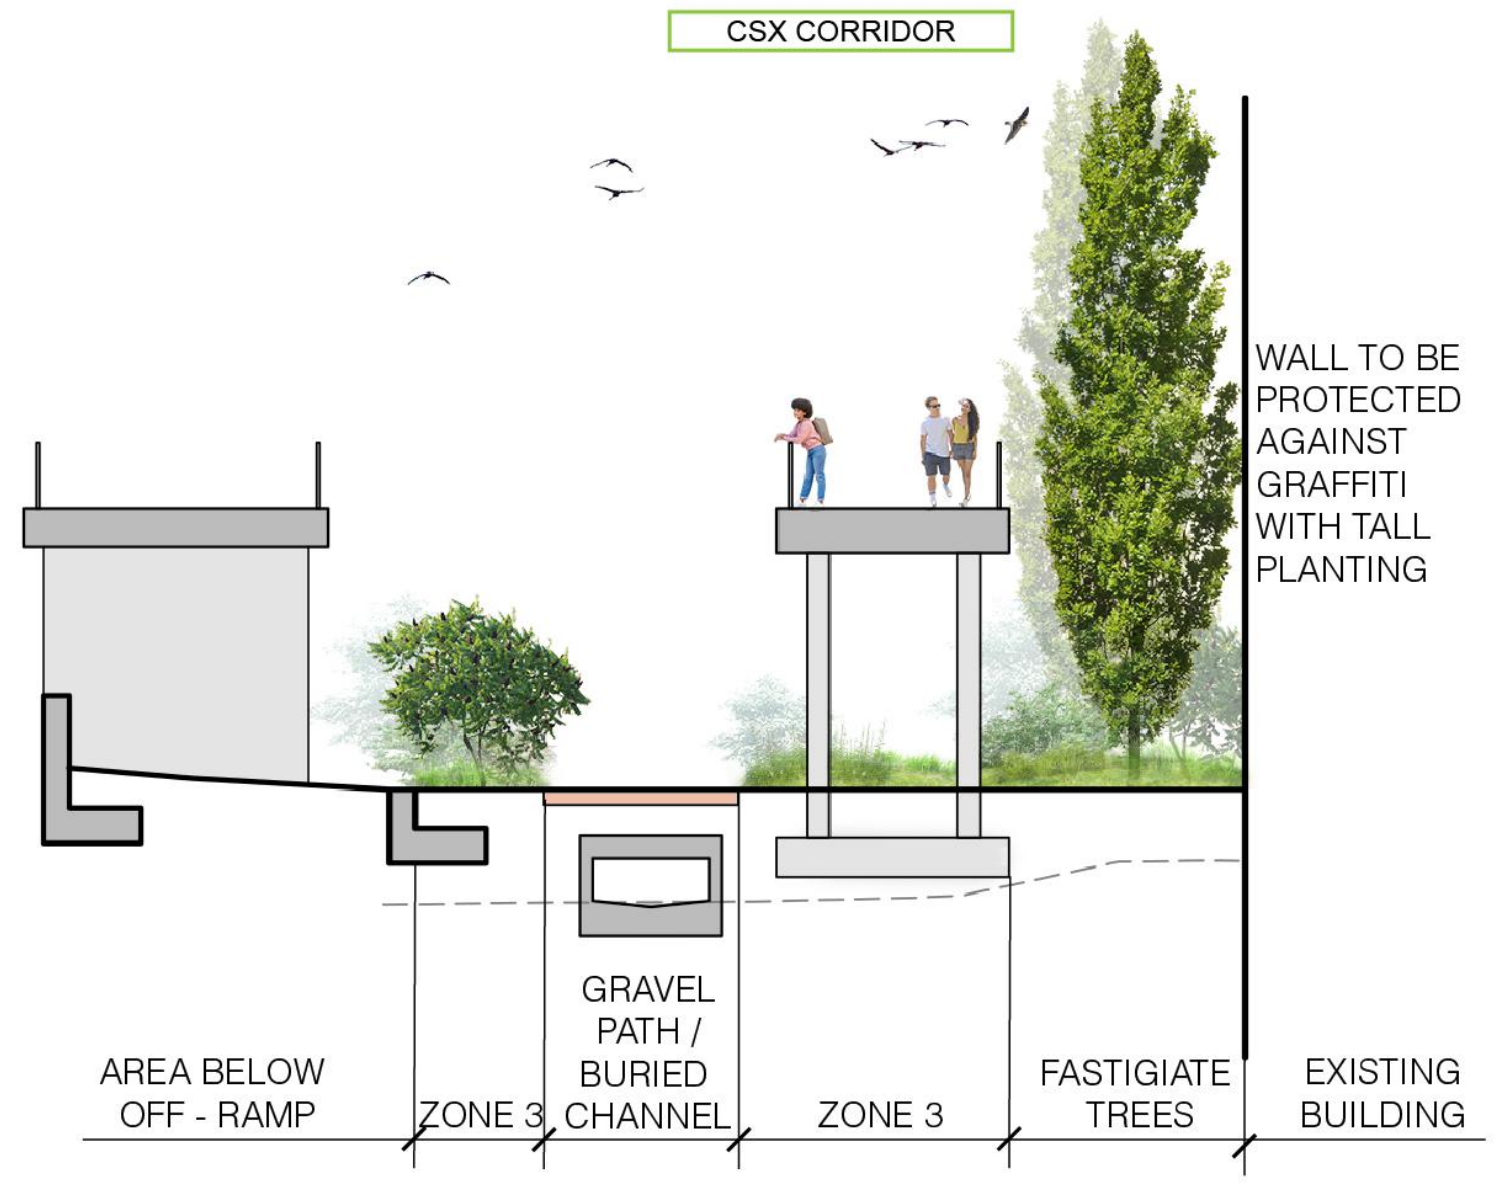 CSX CORRIDOR
WALL TO BE
PROTECTED
AGAINST
GRAFFITI
WITH TALL
PLANTING
AREA BELOW
OFF - RAMP
ZONE 3
GRAVEL
PATH /
BURIED
CHANNEL
ZONE 3
FASTIGIATE
TREES
EXISTING
BUILDING